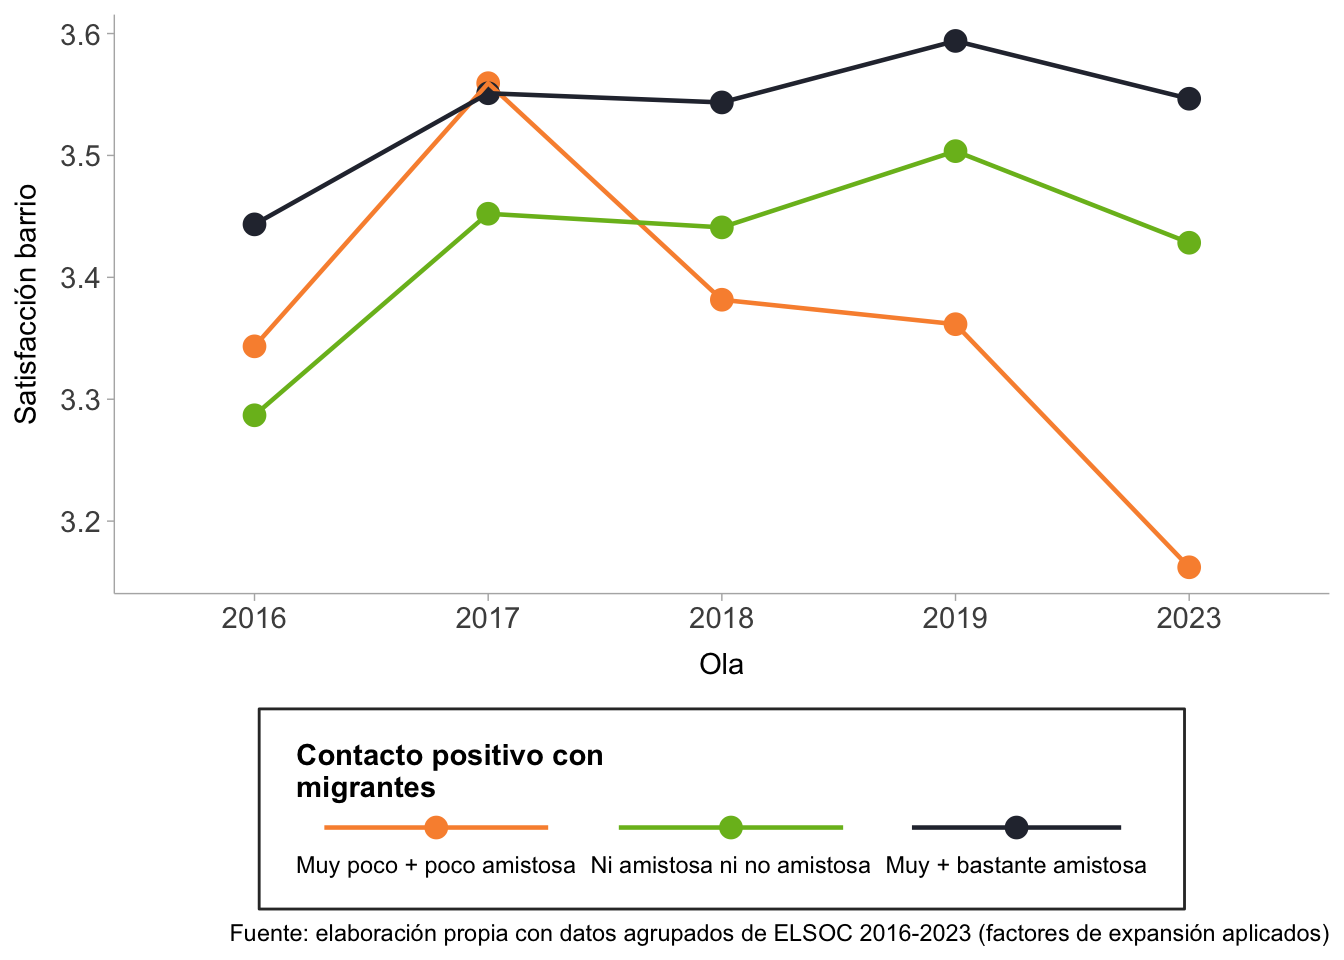 Satisfacción barrio
3.6
3.5
3.4
3.3
3.2
2016 2017 2018 2019 2023
Ola
Contacto positivo con
migrantes
Muy poco + poco amistosa Ni amistosa ni no amistosa Muy + bastante amistosa
Fuente: elaboración propia con datos agrupados de ELSOC 2016-2023 (factores de expansión aplicados)